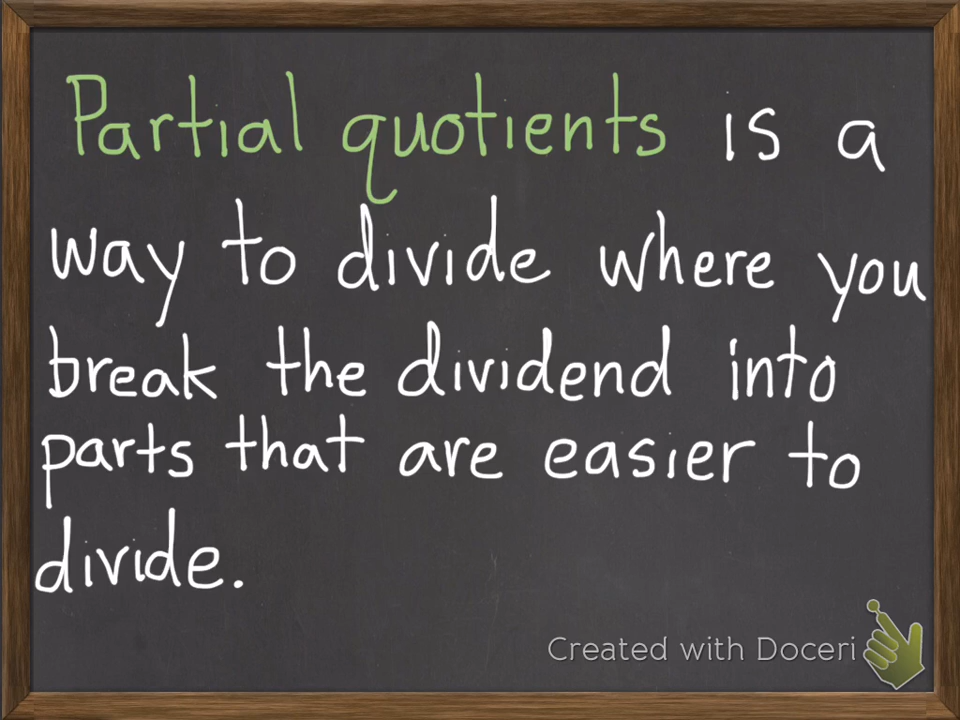 Partial quotients is a
way to divide where you
break the dividend into
parts that are easier to
divide.
Created with Doceri